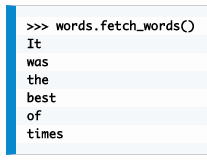 >>> words.fetch_words()
It
was
the
best
of
times